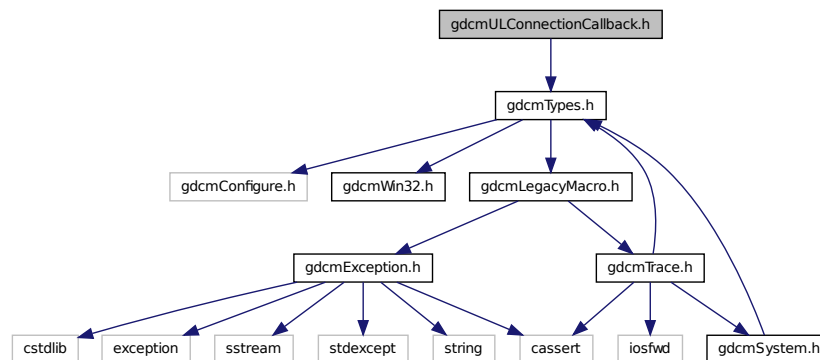 gdcmULConnectionCallback.h
gdcmTypes.h
gdcmConfigure.h
gdcmWin32.h
gdcmLegacyMacro.h
gdcmException.h
gdcmTrace.h
cstdlib
exception
sstream
stdexcept
string
cassert
iosfwd
gdcmSystem.h